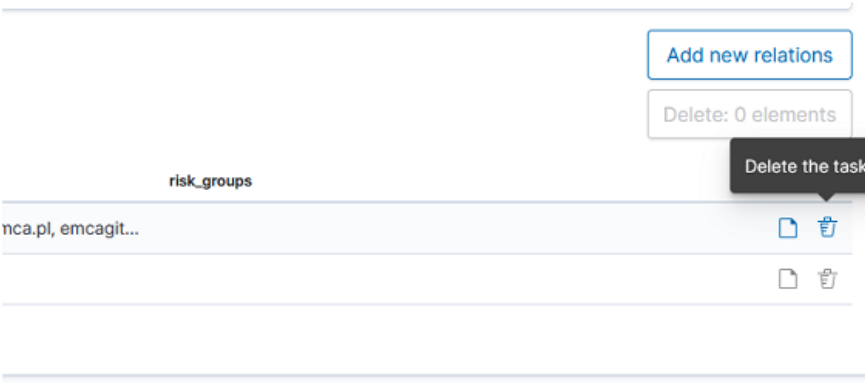 Add new relations
Delete: 0 elements
Delete the task
risk_groups
mca.pl, emcagit...